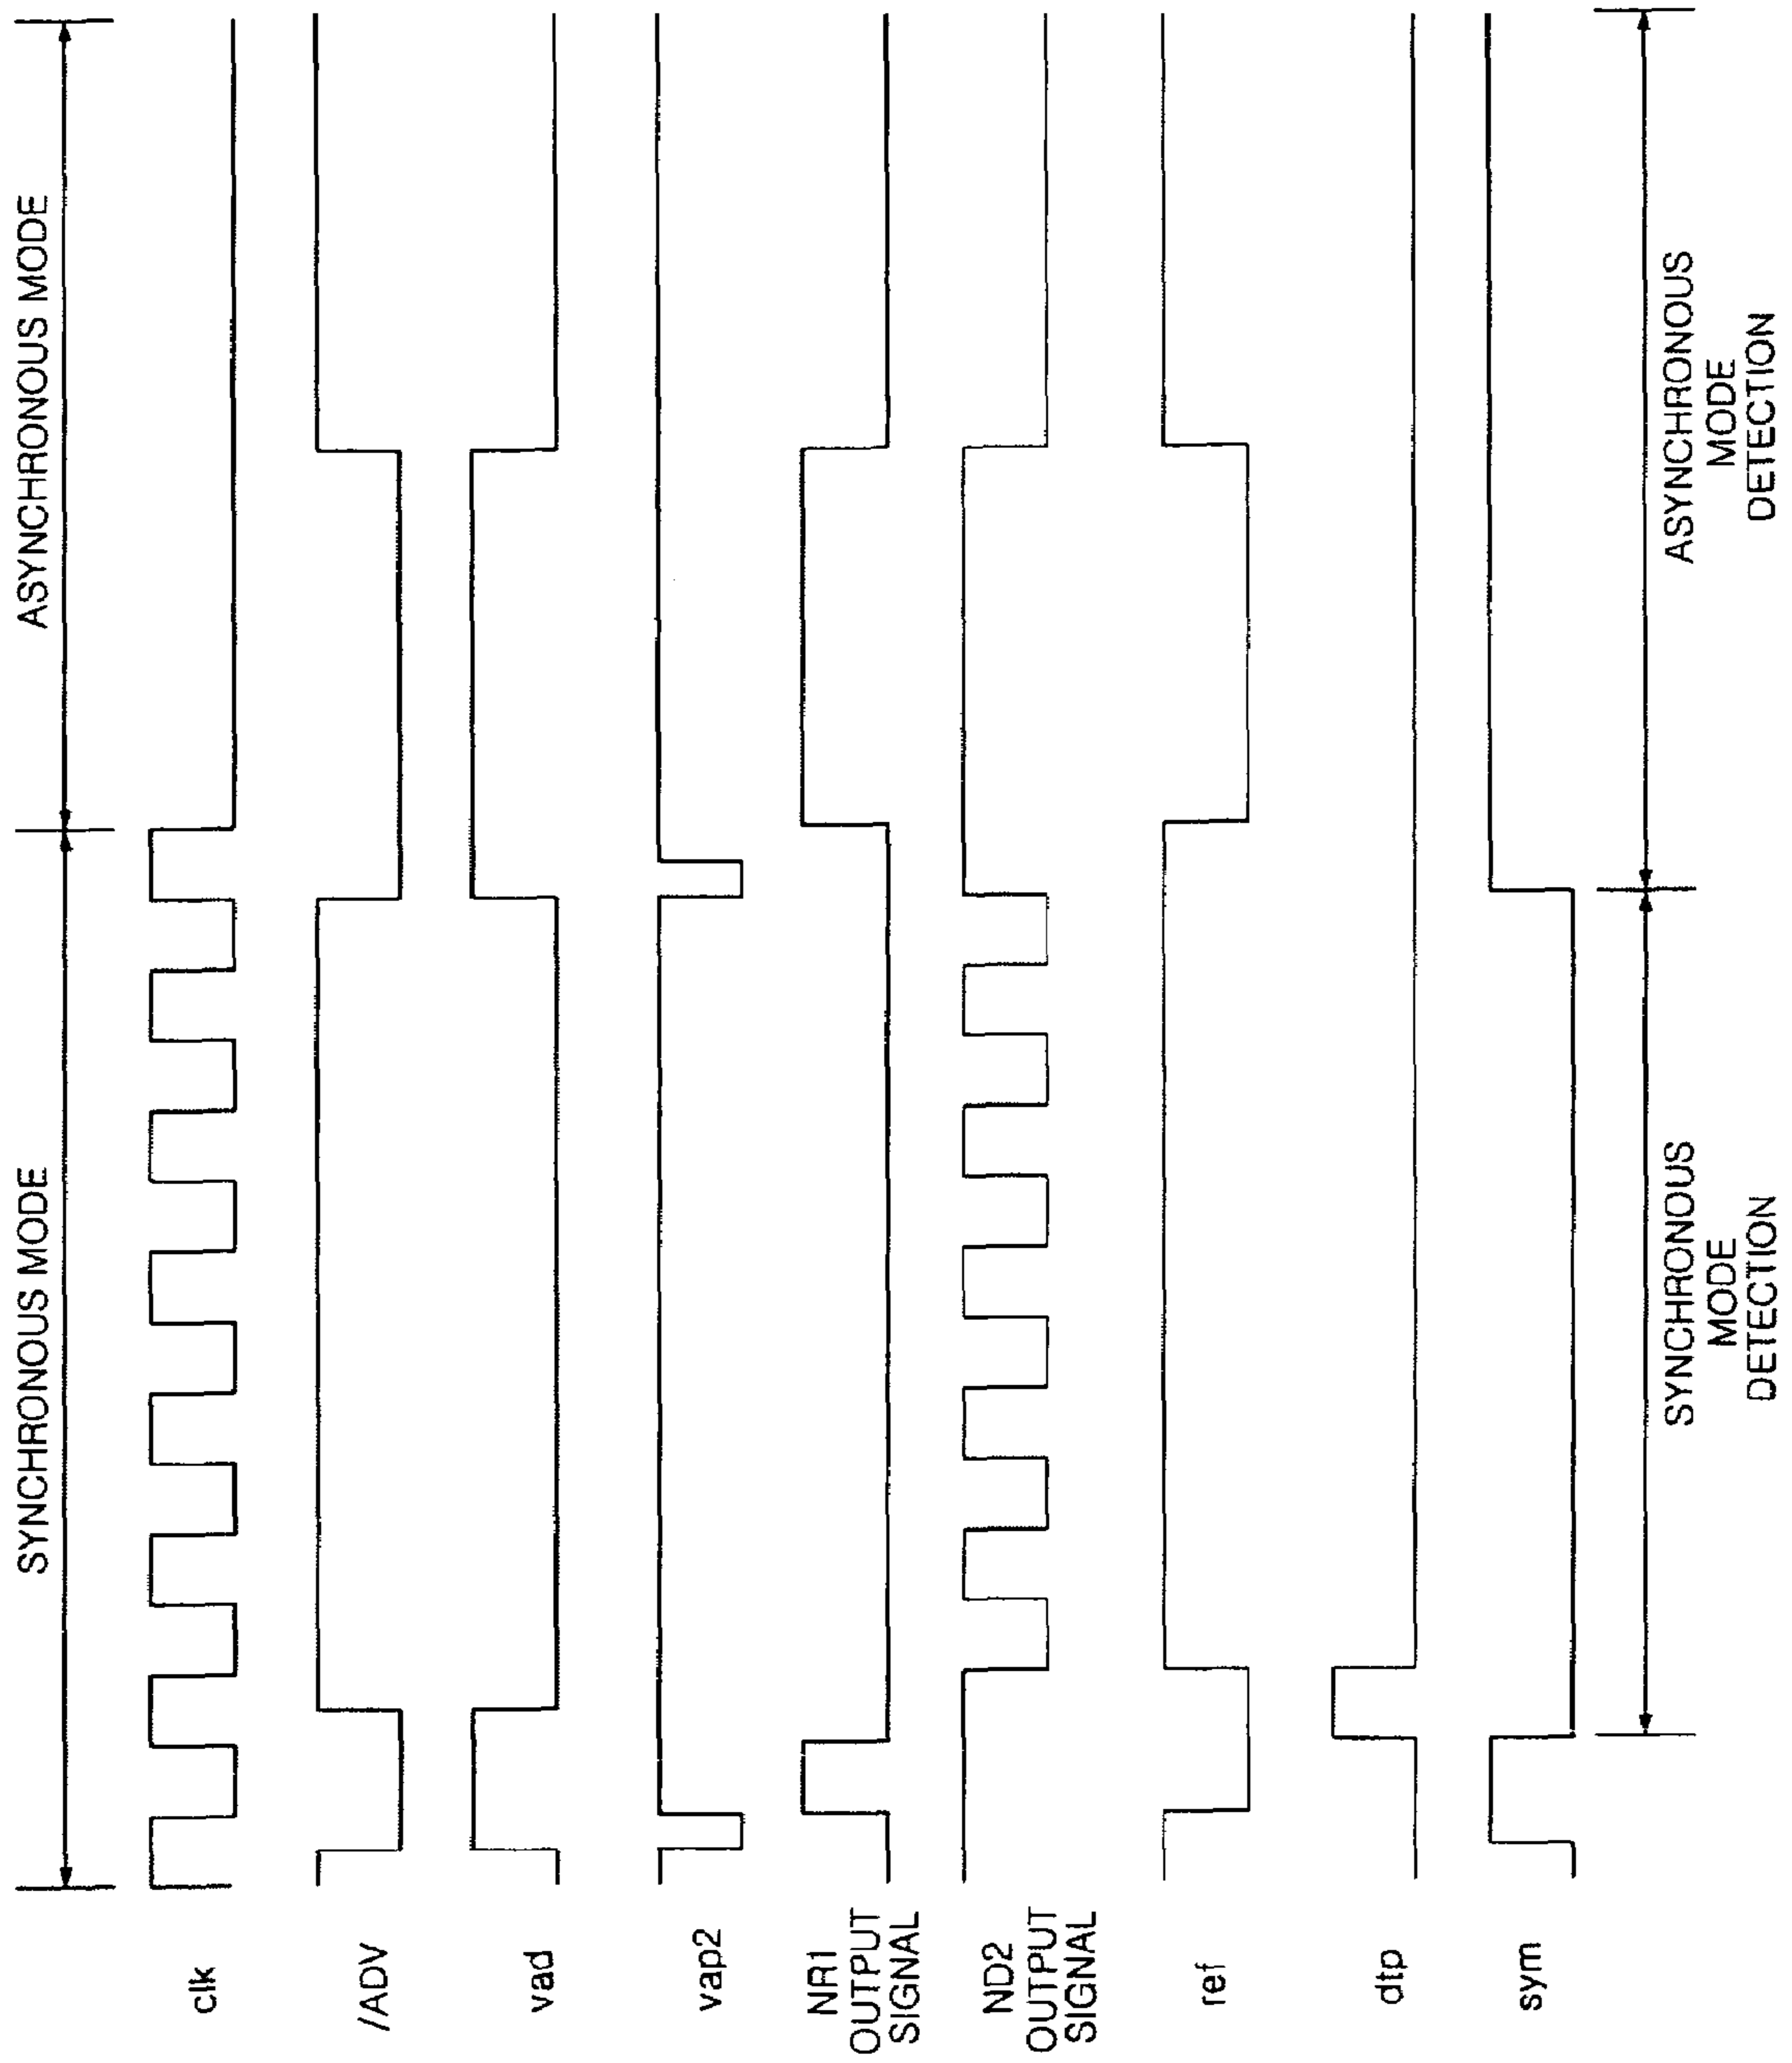 SYNCHRONOUS MODE
ASYNCHRONOUS MODE
clk
/ADV
vad
vap2
NR1
OUTPUT
SIGNAL
ND2
OUTPUT
SIGNAL
ref
dtp
sym
SYNCHRONOUS
MODE
DETECTION
ASYNCHRONOUS
MODE
DETECTION